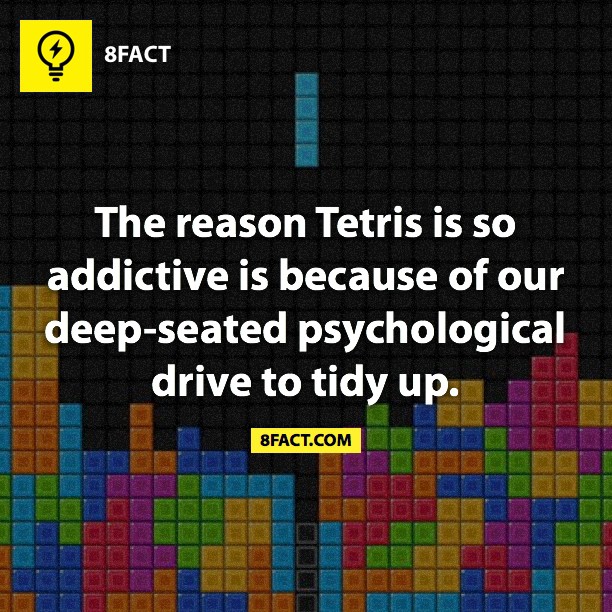 8FACT
The reason Tetris is so
addictive is because of our
deep-seated psychological
drive to tidy up.
8FACT.COM